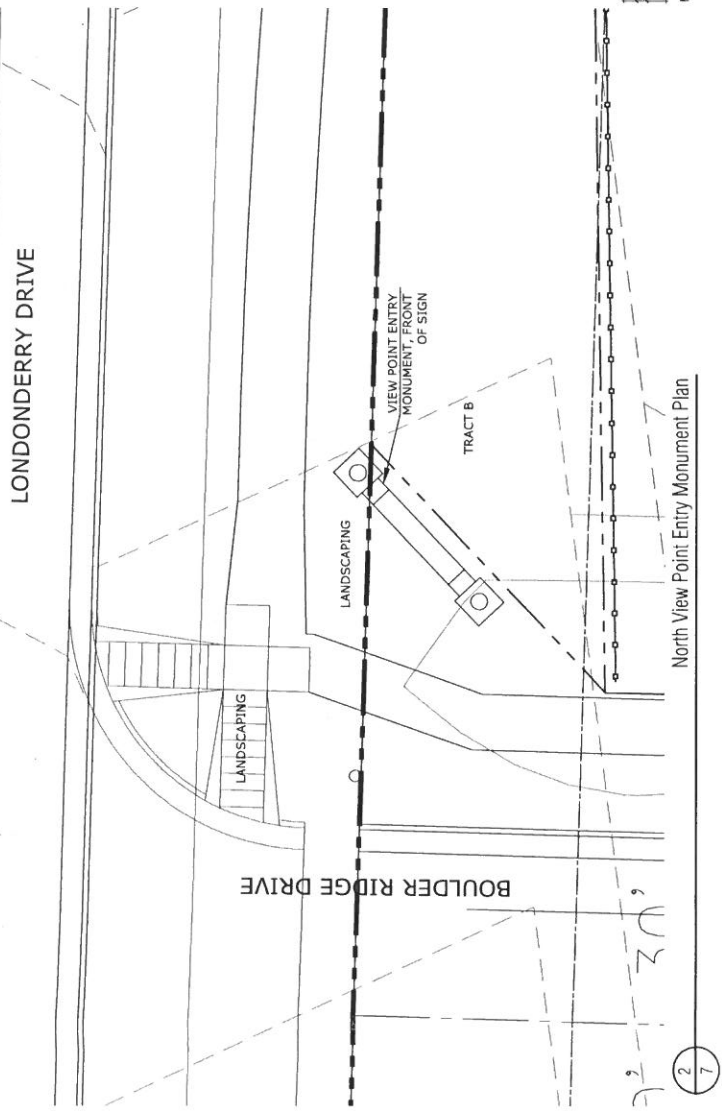 LONDONDERRY DRIVE
VIEW POINT ENTRY
MONUMENT, FRONT
OF SIGN
TRACT B
LANDSCAPING
LANDSCAPING
BOULDER RIDGE DRIVE
30'
North View Point Entry Monument Plan
2
7